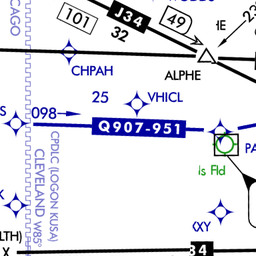 CAGO
101
J34
32
49
HE
CHPAH
ALPHE
25
VHICL
S
098
Q907-951
PA
CPDLC (LOGON KUSA)
CLEVELAND
W85°
ls Fld
X
XY
LTH)
X
34